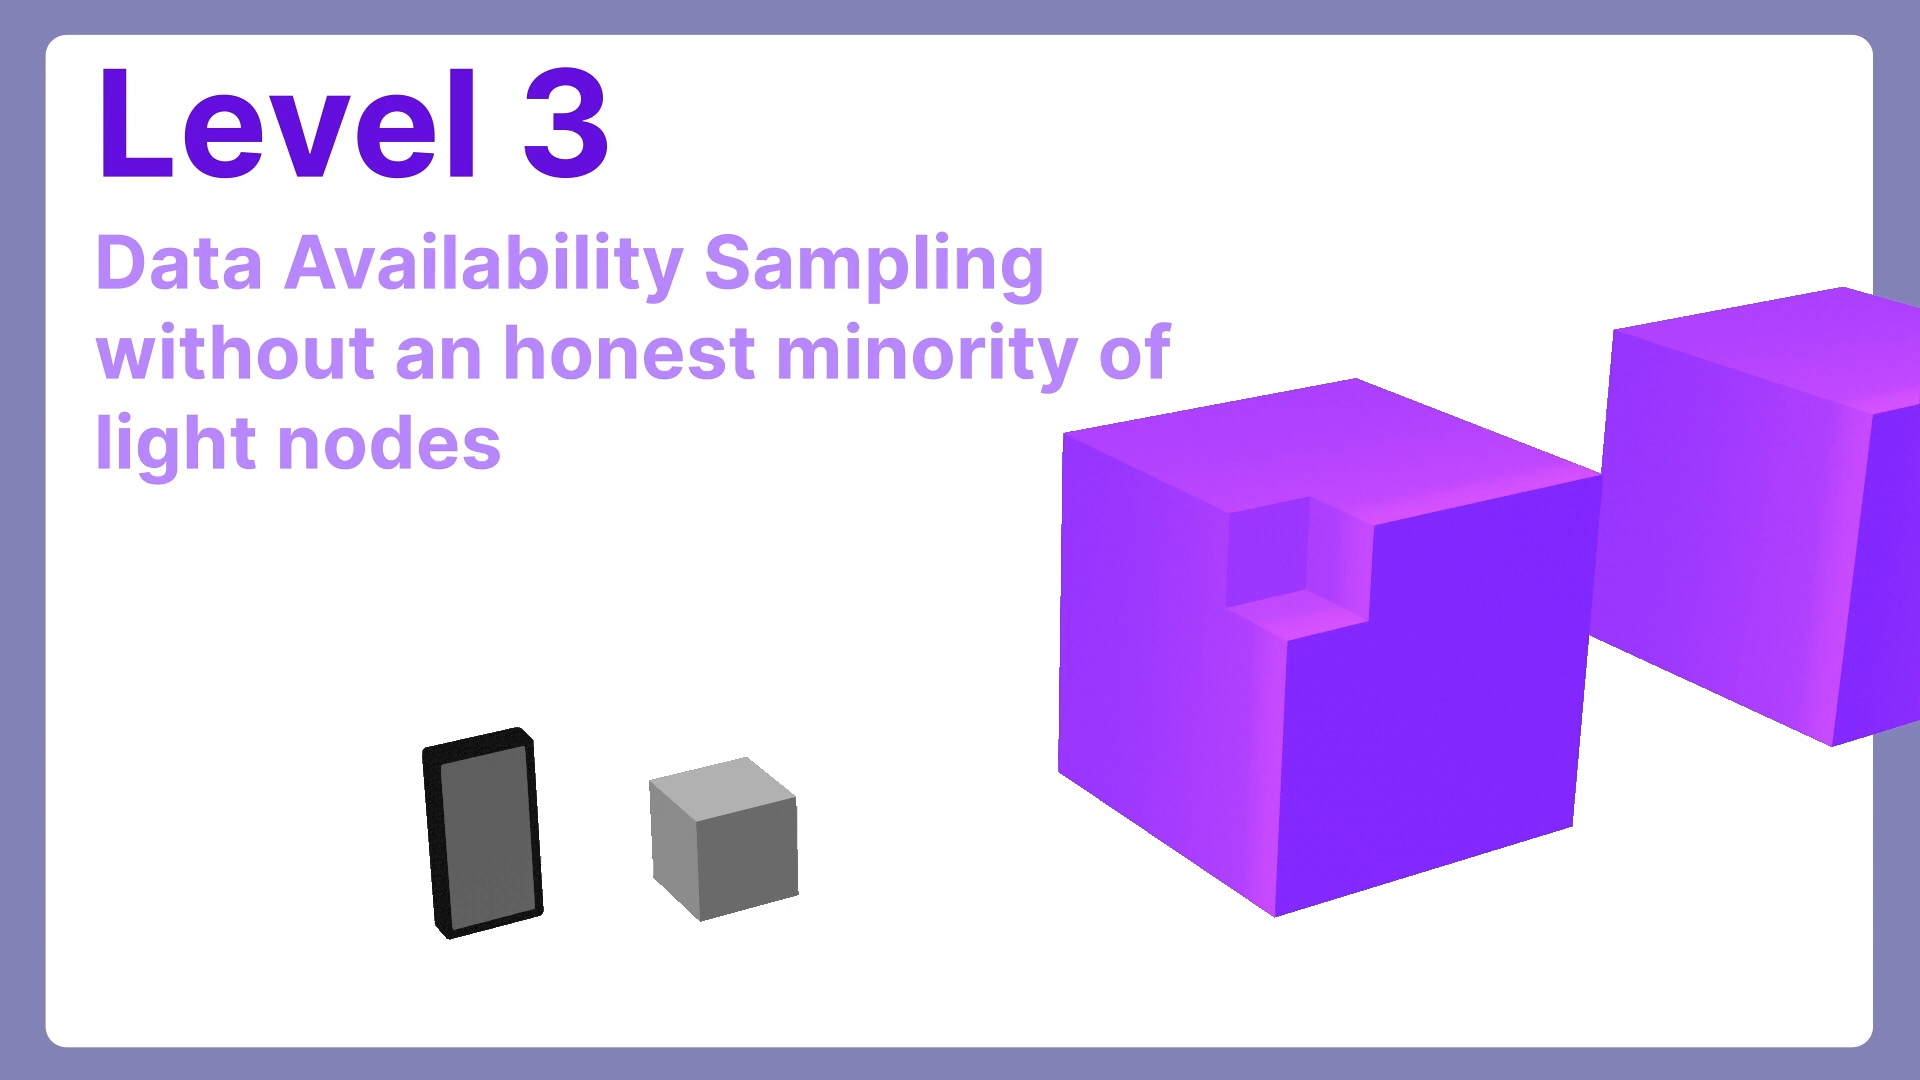 Level 3
Data Availability Sampling
without an honest minority of
light nodes